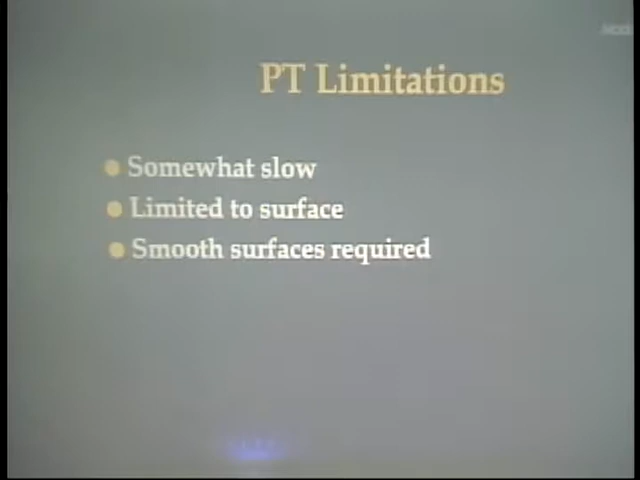 PT Limitations
Somewhat slow
Limited to surface
Smooth surfaces required